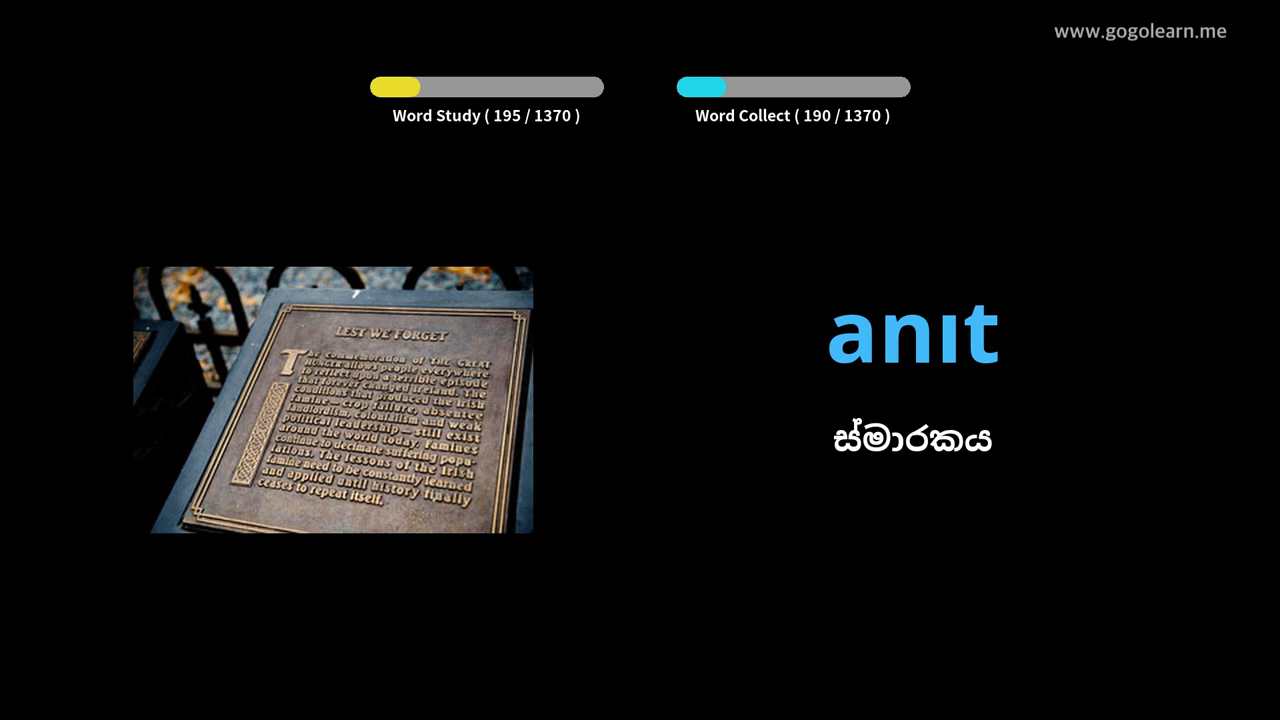 www.gogolearn.me
Word Study ( 195 / 1370 )
Word Collect ( 190 / 1370 )
LEST WE FORGET
The commemoration of THE GREAT
HUNGER allows people everywhere
to reflect upon a terrible episode
that forever changed Ireland. The
conditions that produced the Irish
famine — crop failure, absentee
landlordism, colonialism and weak
political leadership — still exist
around the world today. Famines
continue to decimate suffering popu-
lations. The lessons of the Irish
famine need to be constantly learned
and applied until history finally
ceases to repeat itself.
anıt
ස්මාරකය